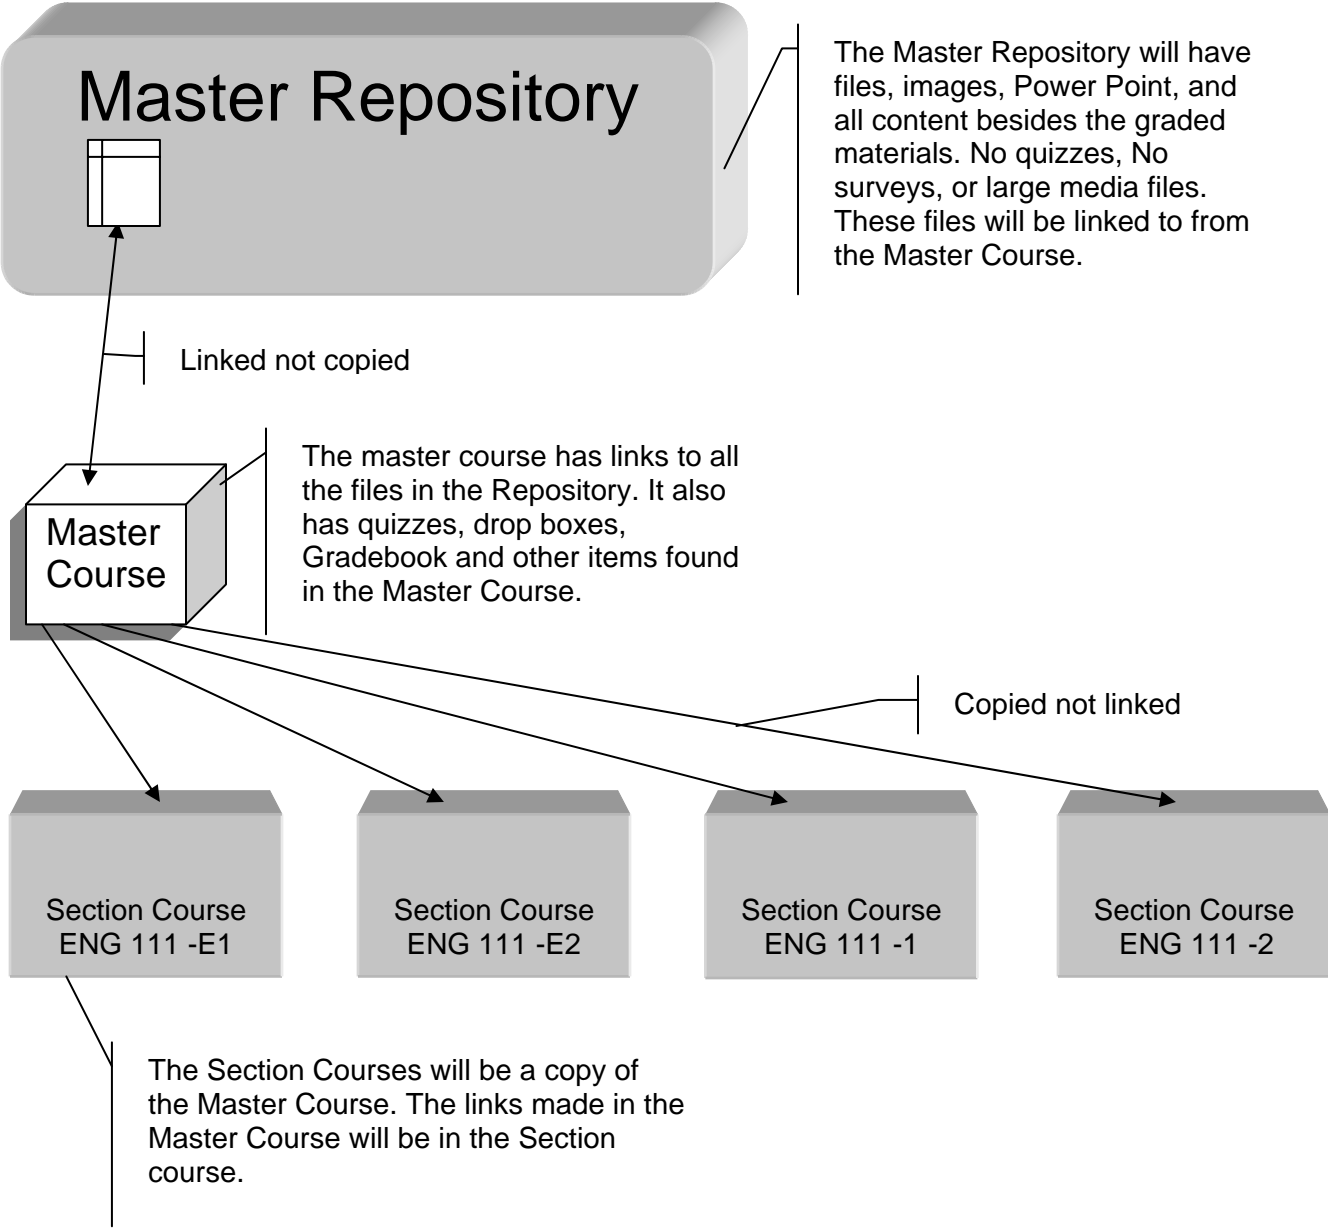 Master Repository
The Master Repository will have
files, images, Power Point, and
all content besides the graded
materials. No quizzes, No
surveys, or large media files.
These files will be linked to from
the Master Course.
Linked not copied
The master course has links to all
the files in the Repository. It also
has quizzes, drop boxes,
Gradebook and other items found
in the Master Course.
Master
Course
Copied not linked
Section Course
ENG 111 -E1
Section Course
ENG 111 -E2
Section Course
ENG 111 -1
Section Course
ENG 111 -2
The Section Courses will be a copy of
the Master Course. The links made in the
Master Course will be in the Section
course.